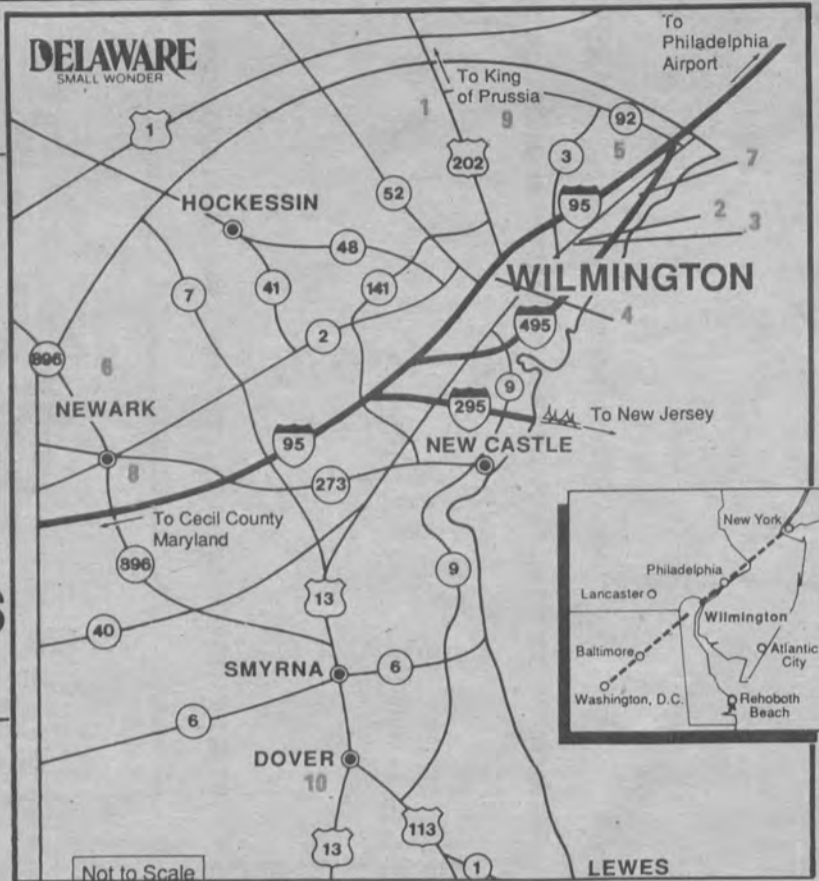 DELAWARE
SMALL WONDER
To
Philadelphia
Airport
To King
of Prussia
1
9
92
1
202
3
5
52
95
7
HOCKESSIN
2
3
48
7
41
141
WILMINGTON
2
495
4
896
6
9
NEWARK
295
To New Jersey
95
NEW CASTLE
8
273
To Cecil County
Maryland
896
9
13
40
SMYRNA
6
6
DOVER
10
13
113
1
Not to Scale
LEWES
New York
Philadelphia
Lancaster
Wilmington
Baltimore
Atlantic
City
Washington, D.C.
Rehoboth
Beach